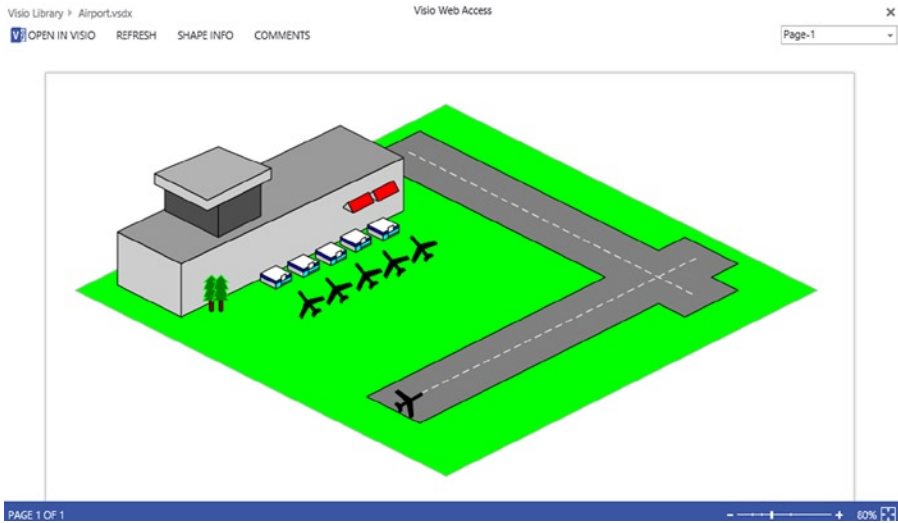 Visio Library ▸ Airport.vsdx
Visio Web Access
OPEN IN VISIO REFRESH SHAPE INFO COMMENTS
Page-1
PAGE 1 OF 1
80%